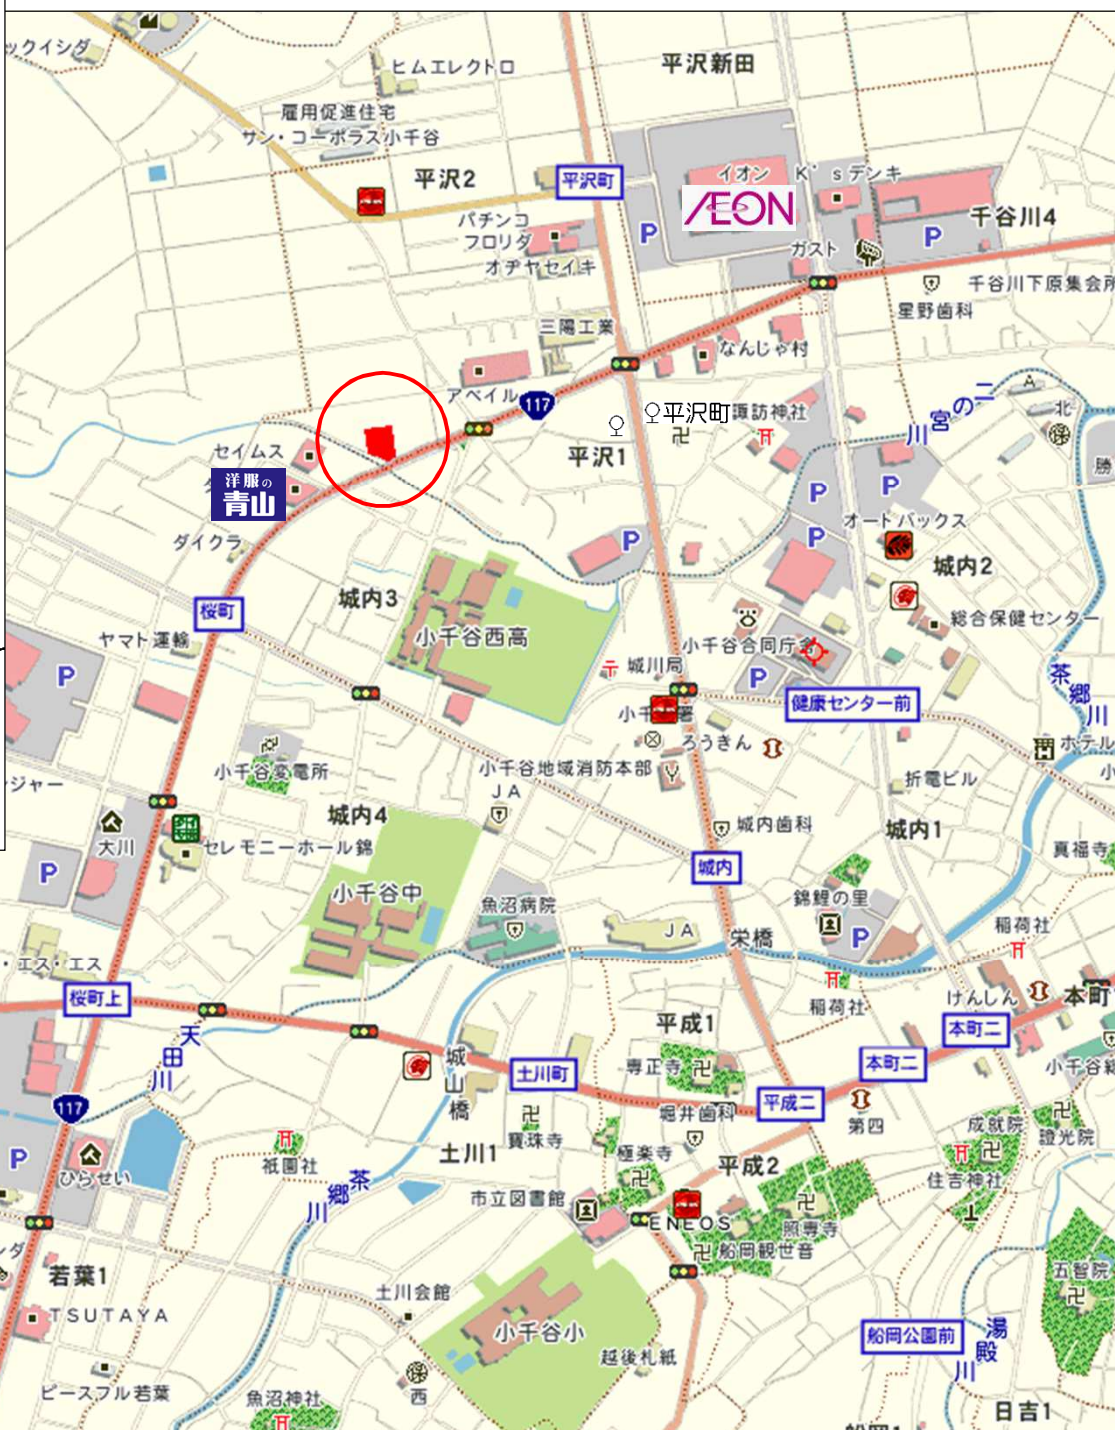 ックイシダ
ヒムエレクトロ
平沢新田
雇用促進住宅
サン・コーポラス小千谷
平沢2
平沢町
イオン
K'sデンキ
ÆON
パチンコ
フロリダ
P
P
千谷川4
オヂヤセイキ
ガスト
千谷川下原集会所
星野歯科
三陽工業
なんじゃ村
アベイル
117
平沢町
諏訪神社
川
宮
の
二
北
セイムス
平沢1
勝
洋服の
青山
P
P
P
P
オートバックス
ダイクラ
城内2
城内3
桜町
総合保健センター
ヤマト運輸
小千谷西高
小千谷合同庁舎
城川局
P
P
茶
郷
川
健康センター前
小千
署
ろうきん
ホテル
小千谷変電所
小千谷地域消防本部
ジャー
JA
折電ビル
城内4
城内歯科
城内1
大川
セレモニーホール錦
真福寺
P
城内
小千谷中
錦鯉の里
魚沼病院
稲荷社
JA
栄橋
P
・エス・エス
桜町上
稲荷社
けんしん
本町
平成1
本町二
天
田
川
城
山
橋
専正寺
本町二
土川町
小千谷
117
堀井歯科
平成二
第四
成就院
證光院
寶珠寺
P
ひらせい
祇園社
土川1
極楽寺
平成2
住吉神社
茶
郷
川
市立図書館
ENEOS
照専寺
船岡観世音
若葉1
五智院
土川会館
TSUTAYA
小千谷小
船岡公園前
湯
殿
川
越後札紙
ピースフル若葉
魚沼神社
西
日吉1